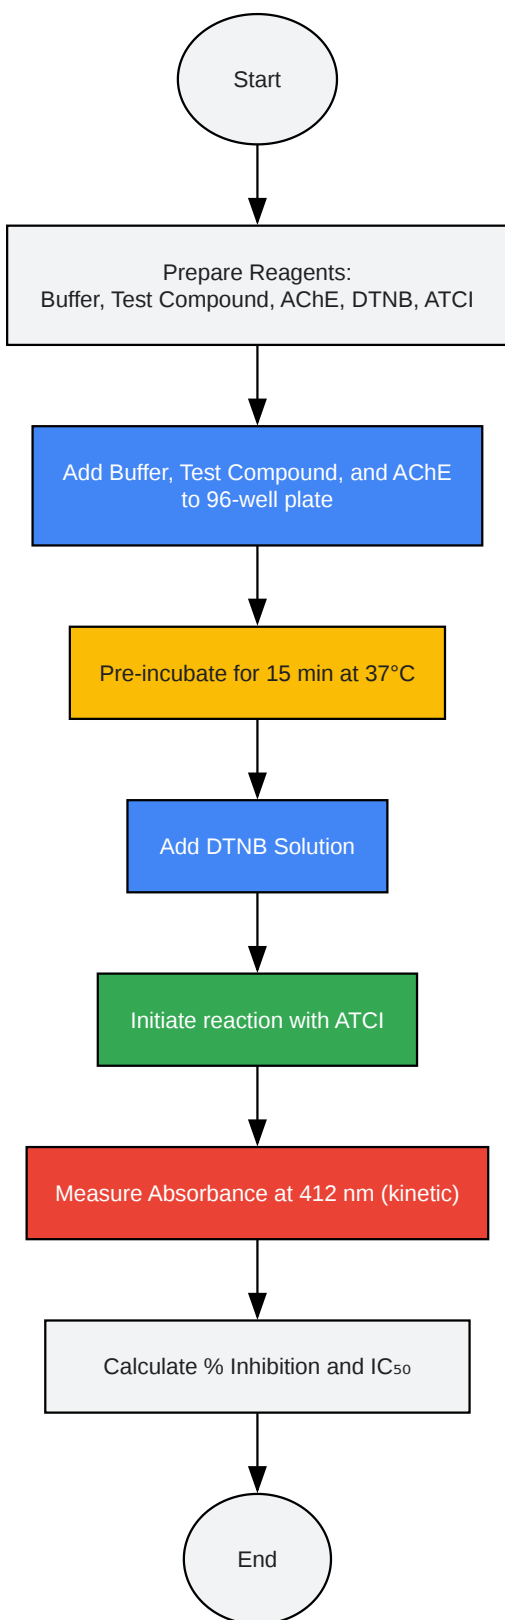 Start
Prepare Reagents:
Buffer, Test Compound, AChE, DTNB, ATCI
Add Buffer, Test Compound, and AChE
to 96-well plate
Pre-incubate for 15 min at 37°C
Add DTNB Solution
Initiate reaction with ATCI
Measure Absorbance at 412 nm (kinetic)
Calculate % Inhibition and IC₅₀
End